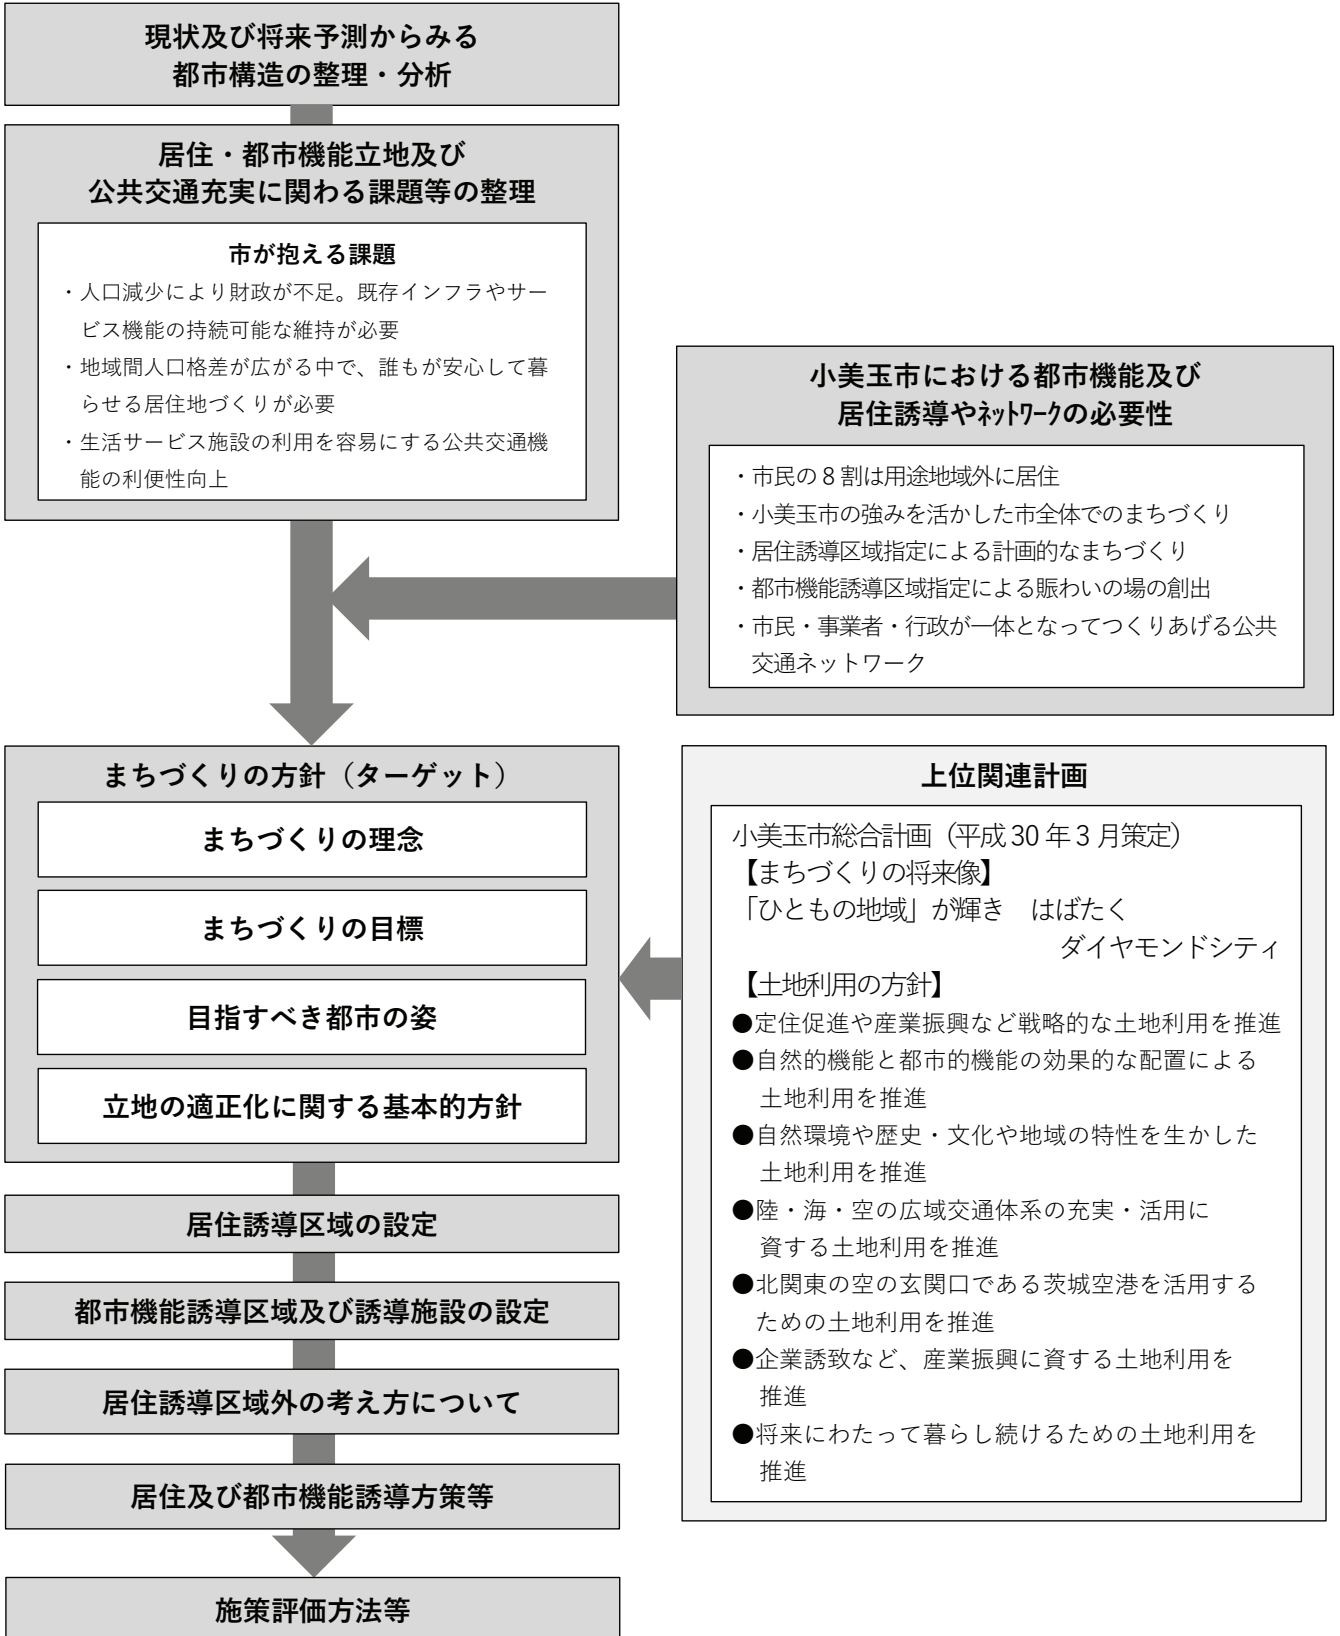 現状及び将来予測からみる
都市構造の整理・分析
居住・都市機能立地及び
公共交通充実に関わる課題等の整理
市が抱える課題
・人口減少により財政が不足。既存インフラやサー
ビス機能の持続可能な維持が必要
・地域間人口格差が広がる中で、誰もが安心して暮
らせる居住地づくりが必要
・生活サービス施設の利用を容易にする公共交通機
能の利便性向上
小美玉市における都市機能及び
居住誘導やﾈｯﾄﾜｰｸの必要性
・市民の8割は用途地域外に居住
・小美玉市の強みを活かした市全体でのまちづくり
・居住誘導区域指定による計画的なまちづくり
・都市機能誘導区域指定による賑わいの場の創出
・市民・事業者・行政が一体となってつくりあげる公共
交通ネットワーク
まちづくりの方針（ターゲット）
まちづくりの理念
まちづくりの目標
目指すべき都市の姿
立地の適正化に関する基本的方針
上位関連計画
小美玉市総合計画（平成30年3月策定）
【まちづくりの将来像】
「ひともの地域」が輝き　はばたく
ダイヤモンドシティ
【土地利用の方針】
●定住促進や産業振興など戦略的な土地利用を推進
●自然的機能と都市的機能の効果的な配置による
土地利用を推進
●自然環境や歴史・文化や地域の特性を生かした
土地利用を推進
●陸・海・空の広域交通体系の充実・活用に
資する土地利用を推進
●北関東の空の玄関口である茨城空港を活用する
ための土地利用を推進
●企業誘致など、産業振興に資する土地利用を
推進
●将来にわたって暮らし続けるための土地利用を
推進
居住誘導区域の設定
都市機能誘導区域及び誘導施設の設定
居住誘導区域外の考え方について
居住及び都市機能誘導方策等
施策評価方法等